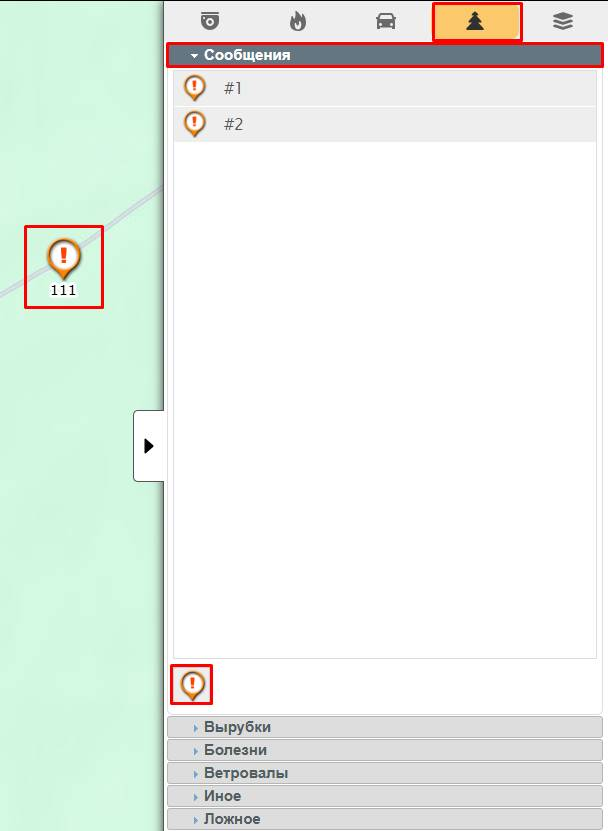 Сообщения
#1
#2
111
Вырубки
Болезни
Ветровалы
Иное
Ложное